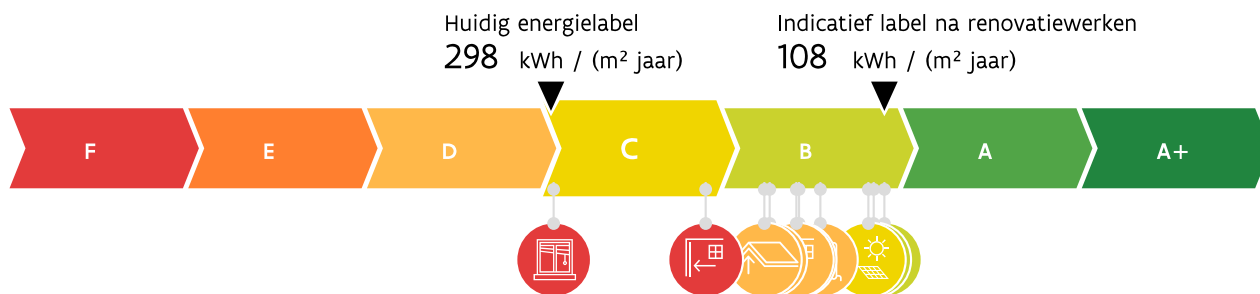 Huidig energielabel
298 kWh / (m² jaar)
Indicatief label na renovatiewerken
108 kWh / (m² jaar)
F E D C B A A+